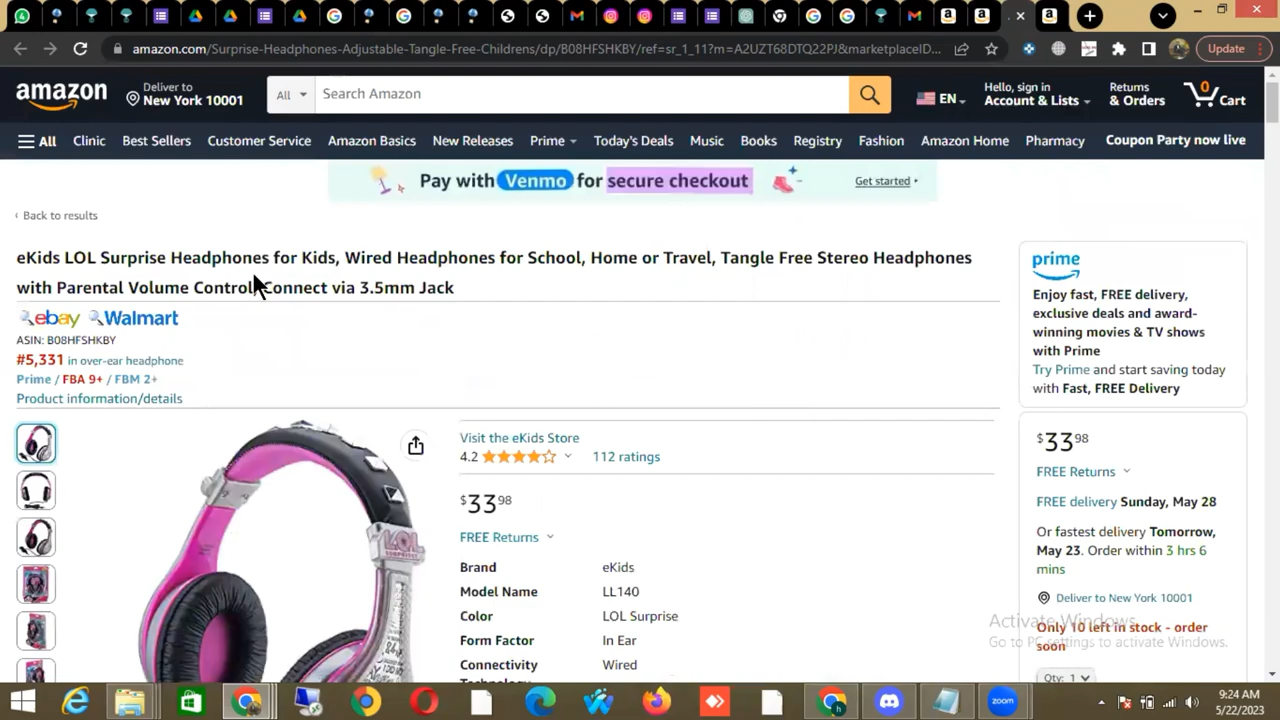 amazon.com/Surprise-Headphones-Adjustable-Tangle-Free-Childrens/dp/B08HFSHKBY/ref=sr_1_11?m=A2UZT68DTQ22PJ&marketplaceID...
Update
amazon
Deliver to
New York 10001
All
Search Amazon
EN
Hello, sign in
Account & Lists
Returns
& Orders
0
Cart
All
Clinic
Best Sellers
Customer Service
Amazon Basics
New Releases
Prime
Today's Deals
Music
Books
Registry
Fashion
Amazon Home
Pharmacy
Coupon Party now live
Pay with Venmo for secure checkout
Get started
‹ Back to results
eKids LOL Surprise Headphones for Kids, Wired Headphones for School, Home or Travel, Tangle Free Stereo Headphones
with Parental Volume Control, Connect via 3.5mm Jack
ebay Walmart
ASIN: B08HFSHKBY
#5,331 in over-ear headphone
Prime / FBA 9+ / FBM 2+
Product information/details
Visit the eKids Store
4.2
112 ratings
$33 98
FREE Returns
Brand eKids
Model Name LL140
Color LOL Surprise
Form Factor In Ear
Connectivity Wired
LOL
prime
Enjoy fast, FREE delivery,
exclusive deals and award-
winning movies & TV shows
with Prime
Try Prime and start saving today
with Fast, FREE Delivery
$33 98
FREE Returns
FREE delivery Sunday, May 28
Or fastest delivery Tomorrow,
May 23. Order within 3 hrs 6
mins
Deliver to New York 10001
Only 10 left in stock - order
soon
Qty: 1
Activate Windows
Go to PC settings to activate Windows.
zoom
9:24 AM
5/22/2023